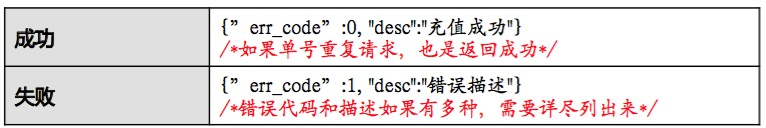 成功
{”err_code”:0, "desc":"充值成功"}
/*如果单号重复请求，也是返回成功*/
失败
{”err_code”:1, "desc":"错误描述"}
/*错误代码和描述如果有多种，需要详尽列出来*/